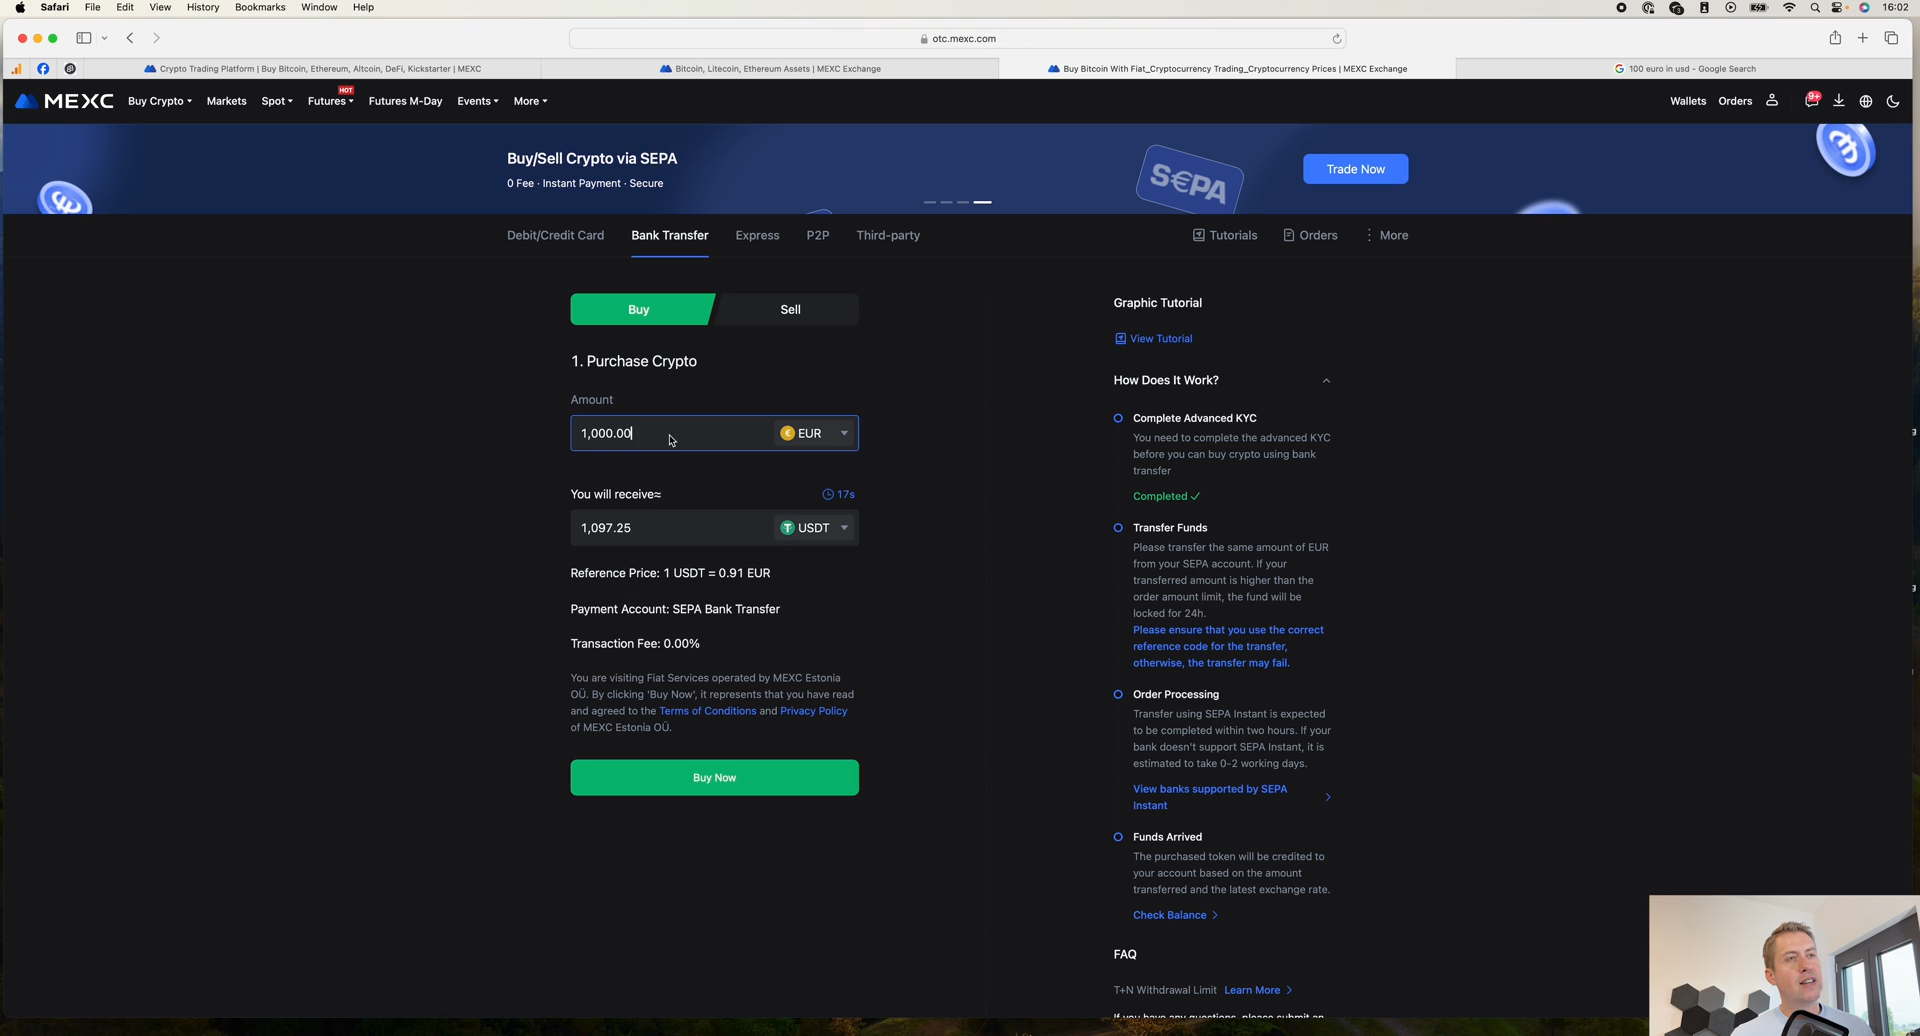 Safari File Edit View History Bookmarks Window Help 16:02
otc.mexc.com
Crypto Trading Platform | Buy Bitcoin, Ethereum, Altcoin, DeFi, Kickstarter | MEXC
Bitcoin, Litecoin, Ethereum Assets | MEXC Exchange
Buy Bitcoin With Fiat_Cryptocurrency Trading_Cryptocurrency Prices | MEXC Exchange
100 euro in usd - Google Search
MEXC Buy Crypto Markets Spot Futures HOT Futures M-Day Events More Wallets Orders 9+
Buy/Sell Crypto via SEPA
0 Fee · Instant Payment · Secure
S€PA
Trade Now
Debit/Credit Card Bank Transfer Express P2P Third-party Tutorials Orders More
Buy Sell
1. Purchase Crypto
Amount
1,000.00 EUR
You will receive≈ 17s
1,097.25 USDT
Reference Price: 1 USDT = 0.91 EUR
Payment Account: SEPA Bank Transfer
Transaction Fee: 0.00%
You are visiting Fiat Services operated by MEXC Estonia
OÜ. By clicking 'Buy Now', it represents that you have read
and agreed to the Terms of Conditions and Privacy Policy
of MEXC Estonia OÜ.
Buy Now
Graphic Tutorial
View Tutorial
How Does It Work?
Complete Advanced KYC
You need to complete the advanced KYC
before you can buy crypto using bank
transfer
Completed ✓
Transfer Funds
Please transfer the same amount of EUR
from your SEPA account. If your
transferred amount is higher than the
order amount limit, the fund will be
locked for 24h.
Please ensure that you use the correct
reference code for the transfer,
otherwise, the transfer may fail.
Order Processing
Transfer using SEPA Instant is expected
to be completed within two hours. If your
bank doesn't support SEPA Instant, it is
estimated to take 0-2 working days.
View banks supported by SEPA
Instant
Funds Arrived
The purchased token will be credited to
your account based on the amount
transferred and the latest exchange rate.
Check Balance
FAQ
T+N Withdrawal Limit Learn More
If you have any questions, please submit an